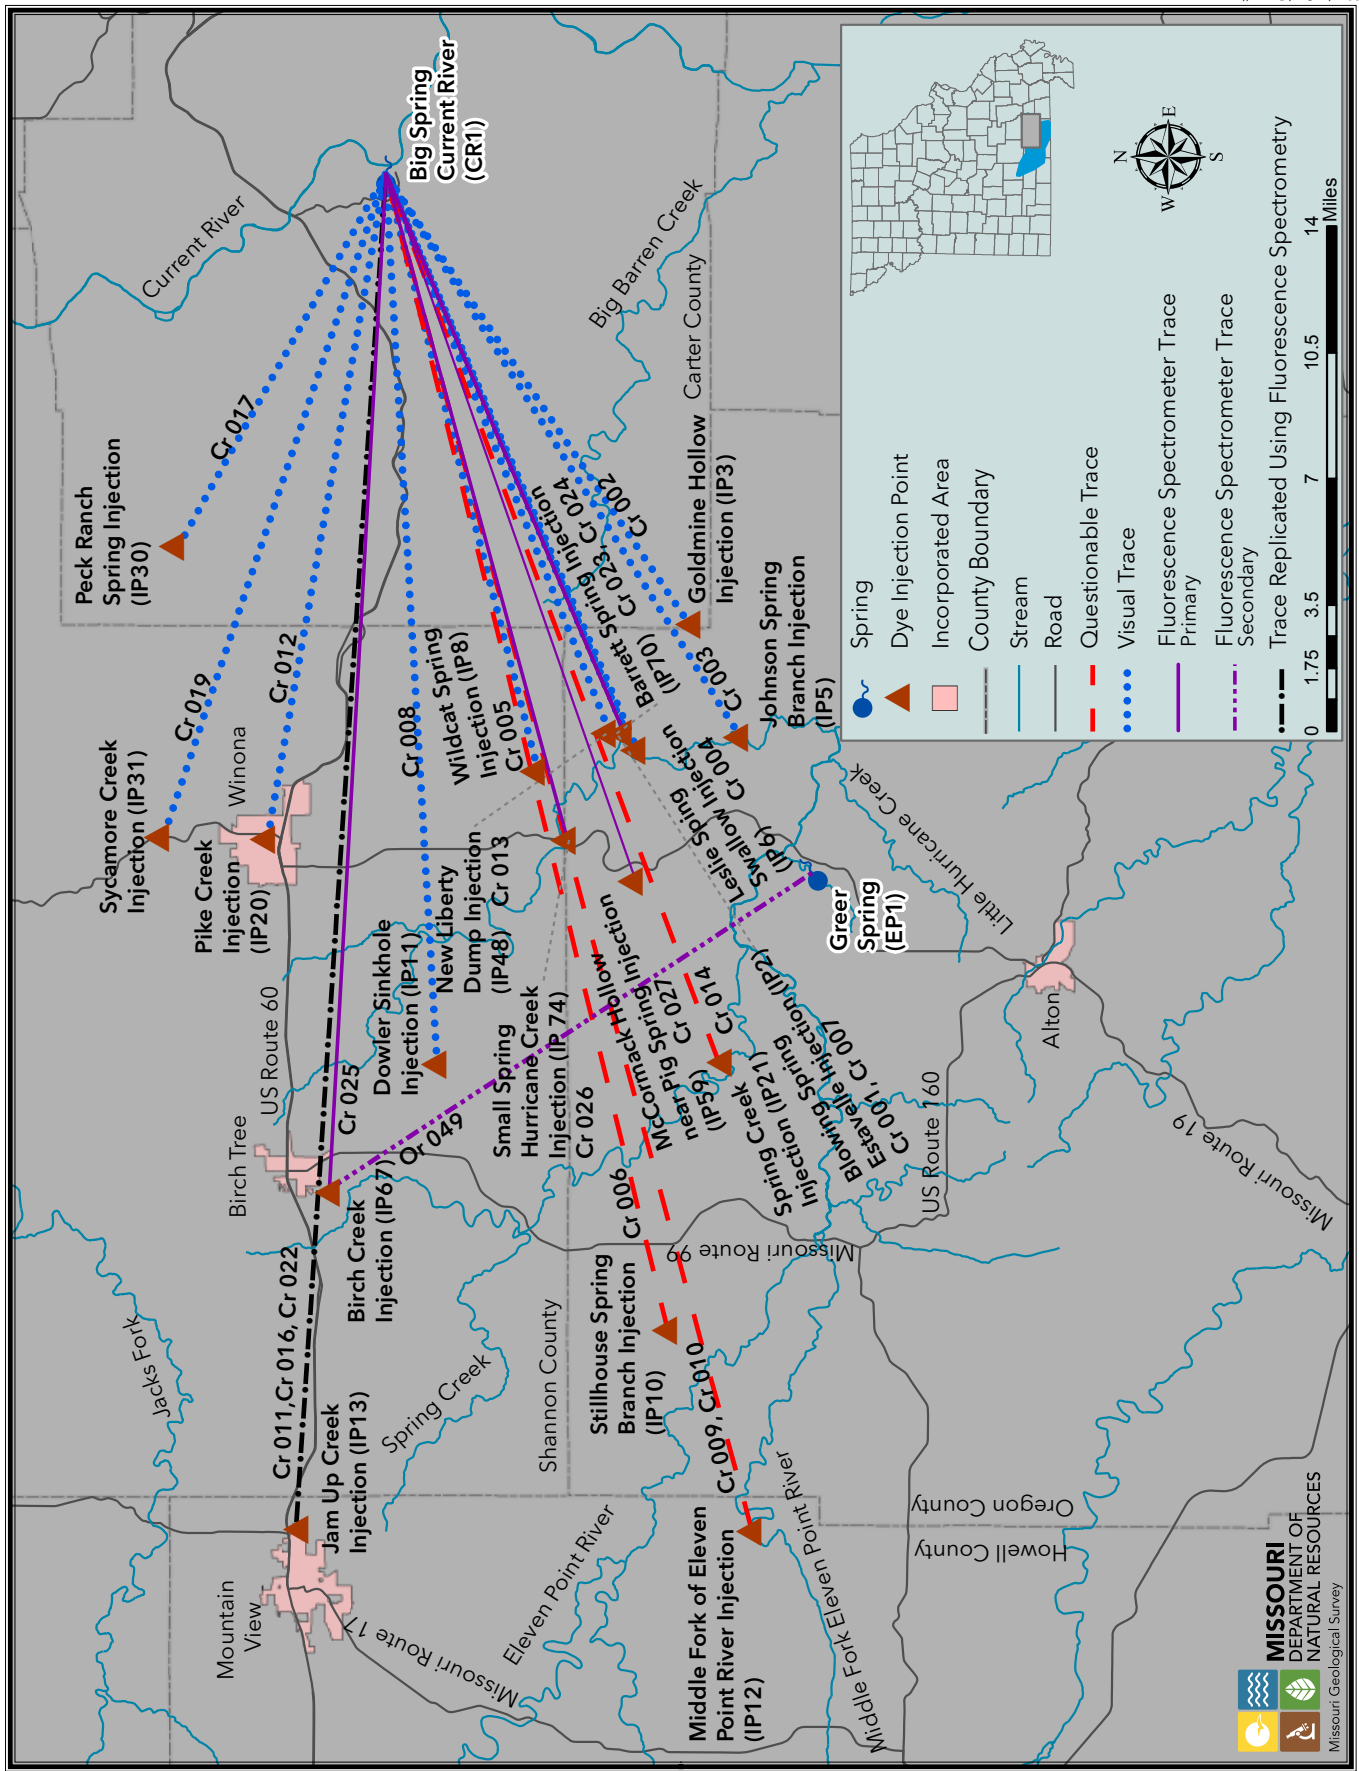 Big Spring
Current River
(CR1)
Current River
Big Barren Creek
Carter County
Cr 017
Peck Ranch
Spring Injection
(IP30)
Cr 019
Cr 012
Cr 008
Sycamore Creek
Injection (IP31)
Winona
Pike Creek
Injection
(IP20)
Wildcat Spring
Injection (IP8)
Cr 005
Barrett Spring Injection
(IP70)
Cr 023, Cr 024
Cr 002
Goldmine Hollow
Injection (IP3)
Cr 003
Johnson Spring
Branch Injection
(IP5)
Leslie Spring
Swallow Injection
(IP6)
Cr 004
Little Hurricane Creek
Greer
Spring
(EP1)
Dowler Sinkhole
Injection (IP11)
New Liberty
Dump Injection
(IP48)
Cr 013
Small Spring
Hurricane Creek
Injection (IP 74)
Cr 026
McCormack Hollow
near Pig Spring Injection
(IP59)
Cr 027
Cr 014
Spring Creek
Injection (IP21)
Blowing Spring
Estavelle Injection (IP2)
Cr 001, Cr 007
Alton
US Route 160
Missouri Route 19
US Route 60
Birch Tree
Cr 025
Or 049
Birch Creek
Injection (IP67)
Cr 006
Missouri Route 99
Stillhouse Spring
Branch Injection
(IP10)
Shannon County
Cr 011,Cr 016, Cr 022
Jacks Fork
Spring Creek
Jam Up Creek
Injection (IP13)
Mountain
View
Missouri Route 17
Eleven Point River
Cr 009, Cr 010
Middle Fork of Eleven
Point River Injection
(IP12)
Middle Fork Eleven Point River
Oregon County
Howell County
N
E
S
W
Spring
Dye Injection Point
Incorporated Area
County Boundary
Stream
Road
Questionable Trace
Visual Trace
Fluorescence Spectrometer Trace
Primary
Fluorescence Spectrometer Trace
Secondary
Trace Replicated Using Fluorescence Spectrometry
0 1.75 3.5 7 10.5 14
Miles
MISSOURI
DEPARTMENT OF
NATURAL RESOURCES
Missouri Geological Survey